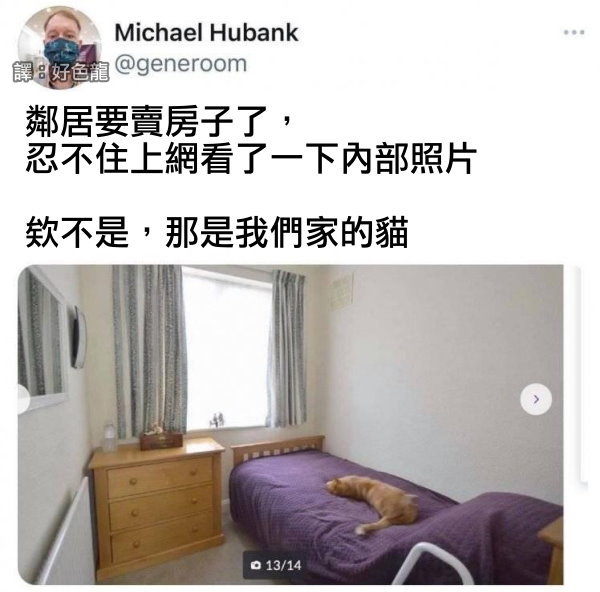 Michael Hubank
譯：好色龍
@generoom
鄰居要賣房子了，
忍不住上網看了一下內部照片
欸不是，那是我們家的貓
13/14